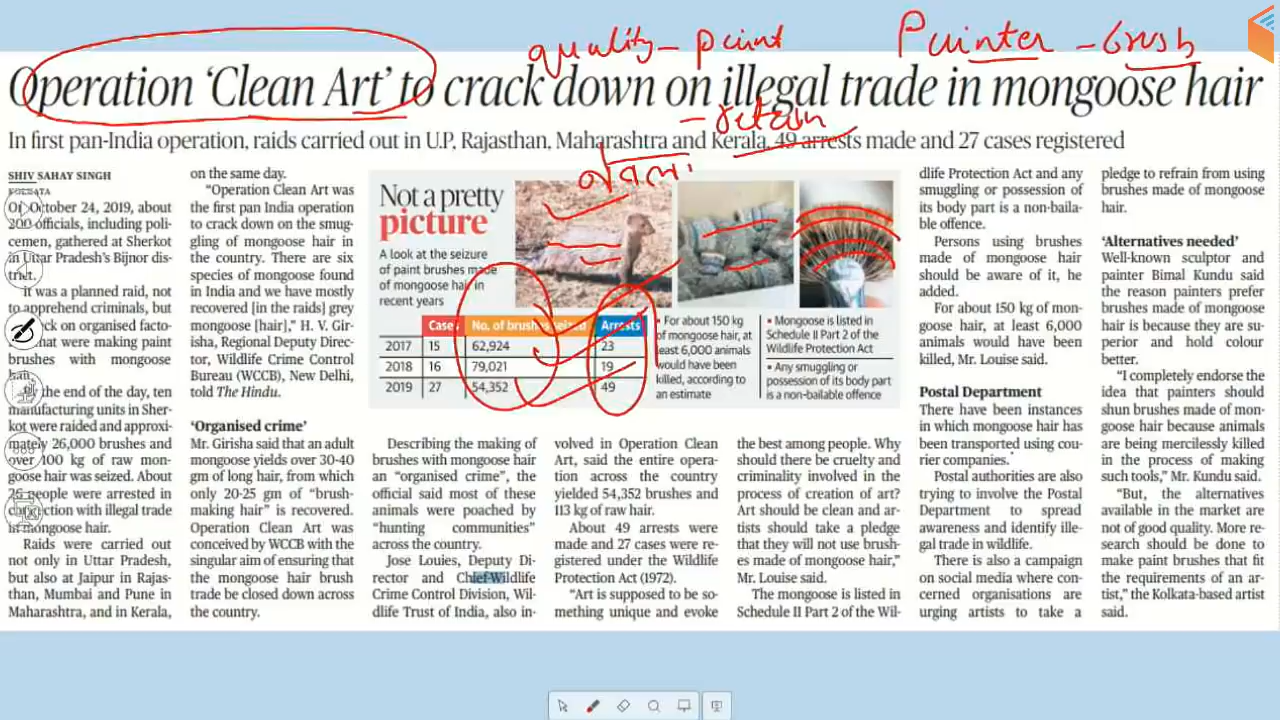 quality - paint
Painter - brush
Operation ‘Clean Art’ to crack down on illegal trade in mongoose hair
- retain
In first pan-India operation, raids carried out in U.P., Rajasthan, Maharashtra and Kerala, 49 arrests made and 27 cases registered
SHIV SAHAY SINGH
KOLKATA
On October 24, 2019, about
200 officials, including poli-
cemen, gathered at Sherkot
in Uttar Pradesh's Bijnor dis-
trict.
It was a planned raid, not
to apprehend criminals, but
ck on organised facto-
that were making paint
brushes with mongoose
hair.
By the end of the day, ten
manufacturing units in Sher-
kot were raided and approxi-
mately 26,000 brushes and
over 100 kg of raw mon-
goose hair was seized. About
26 people were arrested in
connection with illegal trade
in mongoose hair.
Raids were carried out
not only in Uttar Pradesh,
but also at Jaipur in Rajas-
than, Mumbai and Pune in
Maharashtra, and in Kerala,
on the same day.
“Operation Clean Art was
the first pan India operation
to crack down on the smug-
gling of mongoose hair in
the country. There are six
species of mongoose found
in India and we have mostly
recovered [in the raids] grey
mongoose [hair],” H. V. Gir-
isha, Regional Deputy Direc-
tor, Wildlife Crime Control
Bureau (WCCB), New Delhi,
told The Hindu.
‘Organised crime’
Mr. Girisha said that an adult
mongoose yields over 30-40
gm of long hair, from which
only 20-25 gm of “brush-
making hair” is recovered.
Operation Clean Art was
conceived by WCCB with the
singular aim of ensuring that
the mongoose hair brush
trade be closed down across
the country.
Not a pretty
picture
A look at the seizure
of paint brushes made
of mongoose hair in
recent years
Cases No. of brushes seized Arrests
2017 15 62,924 23
2018 16 79,021 19
2019 27 54,352 49
• For about 150 kg
of mongoose hair, at
least 6,000 animals
would have been
killed, according to
an estimate
• Mongoose is listed in
Schedule II Part 2 of the
Wildlife Protection Act
• Any smuggling or
possession of its body part
is a non-bailable offence
Describing the making of
brushes with mongoose hair
an “organised crime”, the
official said most of these
animals were poached by
“hunting communities”
across the country.
Jose Louies, Deputy Di-
rector and Chief-Wildlife
Crime Control Division, Wil-
dlife Trust of India, also in-
volved in Operation Clean
Art, said the entire opera-
tion across the country
yielded 54,352 brushes and
113 kg of raw hair.
About 49 arrests were
made and 27 cases were re-
gistered under the Wildlife
Protection Act (1972).
“Art is supposed to be so-
mething unique and evoke
the best among people. Why
should there be cruelty and
criminality involved in the
process of creation of art?
Art should be clean and ar-
tists should take a pledge
that they will not use brush-
es made of mongoose hair,”
Mr. Louise said.
The mongoose is listed in
Schedule II Part 2 of the Wil-
dlife Protection Act and any
smuggling or possession of
its body part is a non-baila-
ble offence.
Persons using brushes
made of mongoose hair
should be aware of it, he
added.
For about 150 kg of mon-
goose hair, at least 6,000
animals would have been
killed, Mr. Louise said.
Postal Department
There have been instances
in which mongoose hair has
been transported using cou-
rier companies.
Postal authorities are also
trying to involve the Postal
Department to spread
awareness and identify ille-
gal trade in wildlife.
There is also a campaign
on social media where con-
cerned organisations are
urging artists to take a
pledge to refrain from using
brushes made of mongoose
hair.
‘Alternatives needed’
Well-known sculptor and
painter Bimal Kundu said
the reason painters prefer
brushes made of mongoose
hair is because they are su-
perior and hold colour
better.
“I completely endorse the
idea that painters should
shun brushes made of mon-
goose hair because animals
are being mercilessly killed
in the process of making
such tools,” Mr. Kundu said.
“But, the alternatives
available in the market are
not of good quality. More re-
search should be done to
make paint brushes that fit
the requirements of an ar-
tist,” the Kolkata-based artist
said.